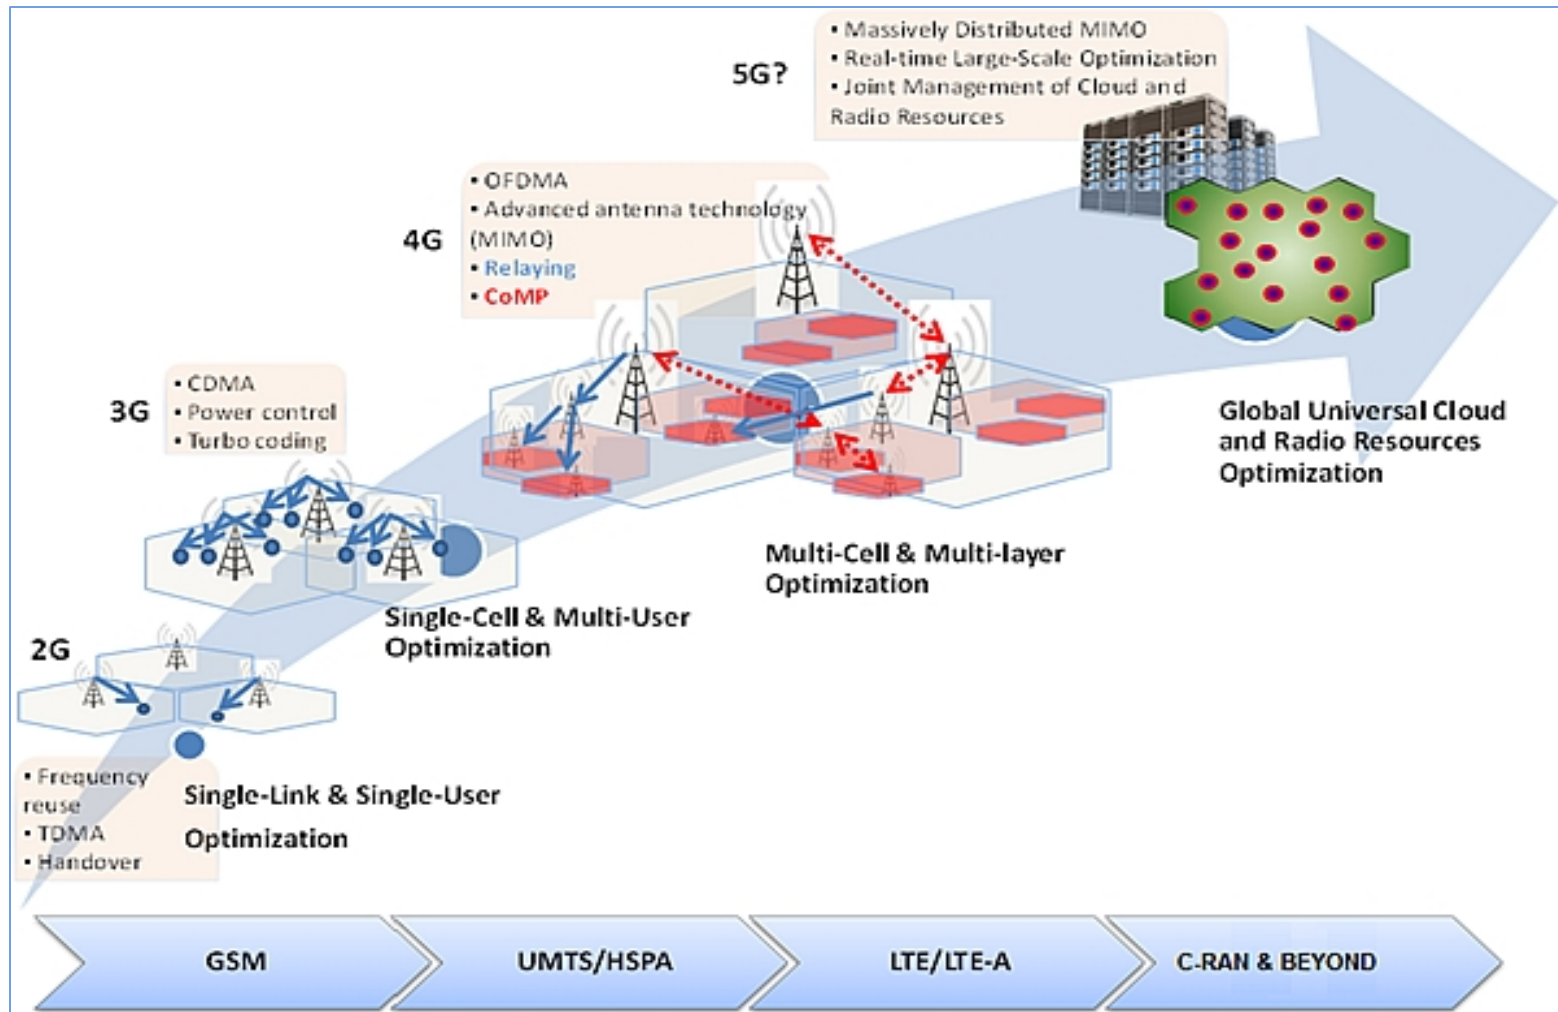 5G?
▪ Massively Distributed MIMO
▪ Real-time Large-Scale Optimization
▪ Joint Management of Cloud and
Radio Resources
4G
▪ OFDMA
▪ Advanced antenna technology
(MIMO)
▪ Relaying
▪ CoMP
3G
▪ CDMA
▪ Power control
▪ Turbo coding
Global Universal Cloud
and Radio Resources
Optimization
Multi-Cell & Multi-layer
Optimization
Single-Cell & Multi-User
Optimization
2G
▪ Frequency
reuse
▪ TDMA
▪ Handover
Single-Link & Single-User
Optimization
GSM
UMTS/HSPA
LTE/LTE-A
C-RAN & BEYOND